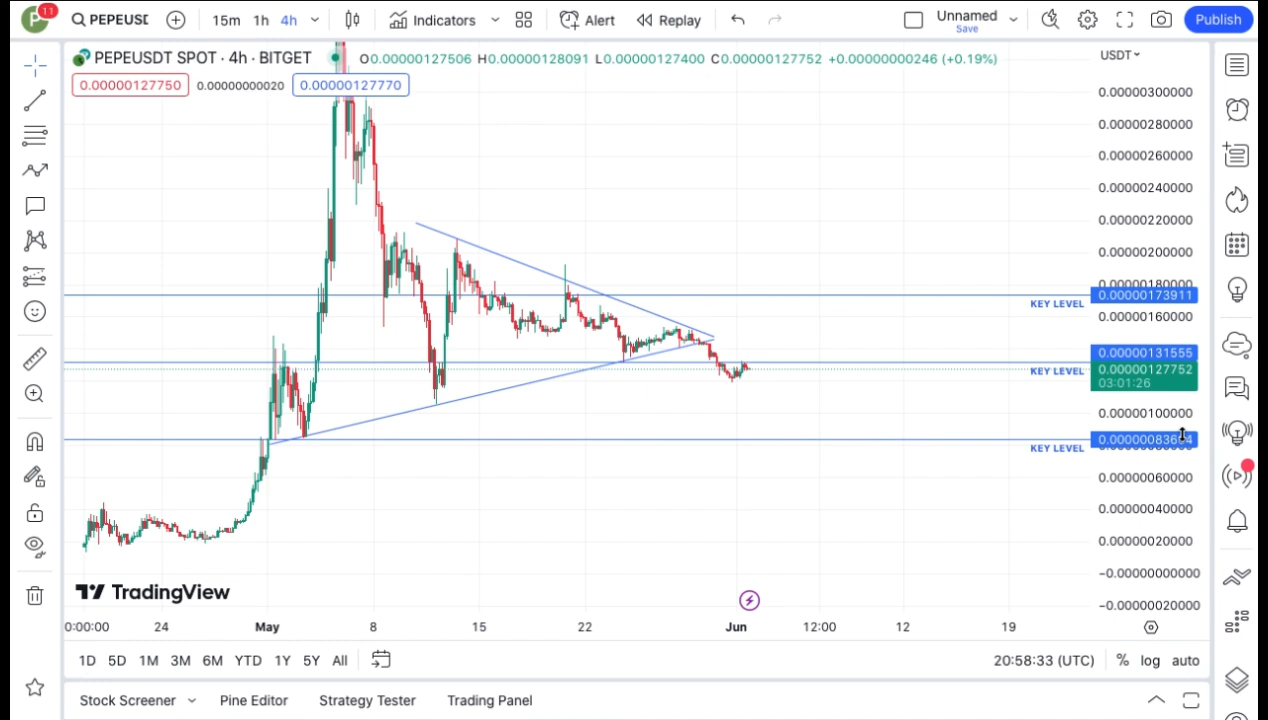 P 11 PEPEUSD 15m 1h 4h Indicators Alert Replay Unnamed Save Publish
PEPEUSDT SPOT · 4h · BITGET O0.00000127506 H0.00000128091 L0.00000127400 C0.00000127752 +0.00000000246 (+0.19%)
USDT
0.00000127750 0.00000000020 0.00000127770
0.00000300000
0.00000280000
0.00000260000
0.00000240000
0.00000220000
0.00000200000
0.00000180000
0.00000173911
KEY LEVEL
0.00000160000
0.00000131555
KEY LEVEL 0.00000127752
03:01:26
0.00000100000
KEY LEVEL
0.00000060000
0.00000040000
0.00000020000
−0.00000000000
−0.00000020000
TradingView
0:00:00 24 May 8 15 22 Jun 12:00 12 19
1D 5D 1M 3M 6M YTD 1Y 5Y All 20:58:33 (UTC) % log auto
Stock Screener Pine Editor Strategy Tester Trading Panel